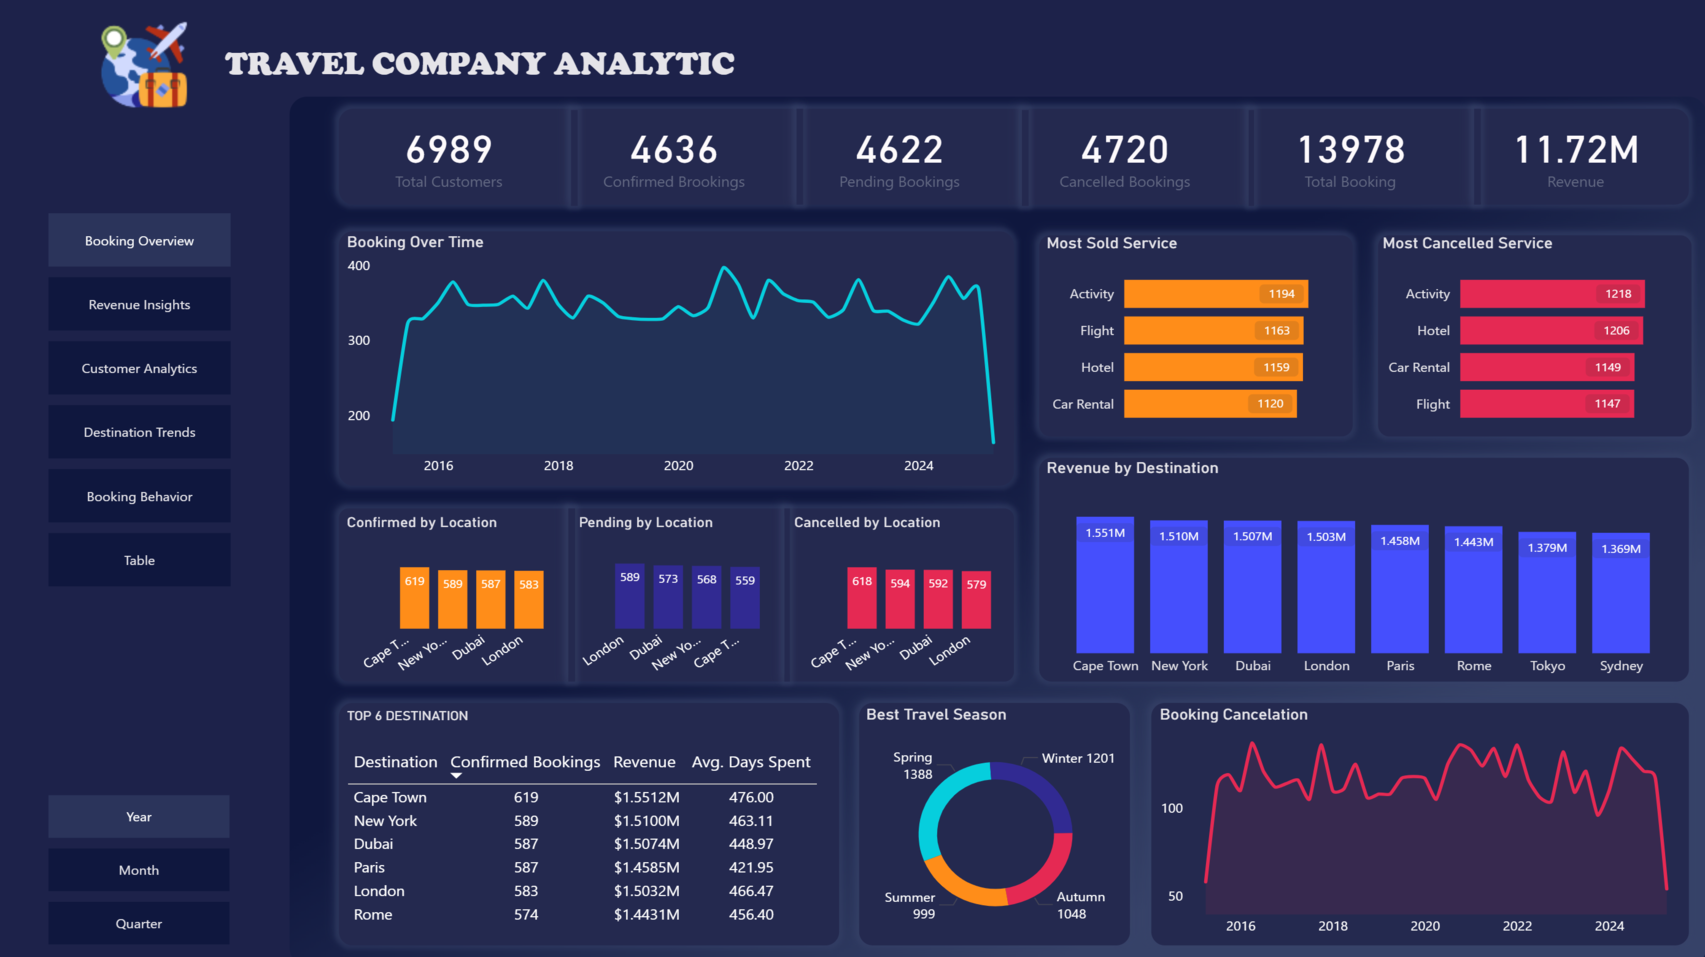 TRAVEL COMPANY ANALYTIC
6989
Total Customers
4636
Confirmed Brookings
4622
Pending Bookings
4720
Cancelled Bookings
13978
Total Booking
11.72M
Revenue
Booking Overview
Revenue Insights
Customer Analytics
Destination Trends
Booking Behavior
Table
Year
Month
Quarter
Booking Over Time
400
300
200
2016 2018 2020 2022 2024
Most Sold Service
Activity 1194
Flight 1163
Hotel 1159
Car Rental 1120
Most Cancelled Service
Activity 1218
Hotel 1206
Car Rental 1149
Flight 1147
Confirmed by Location
619 589 587 583
Cape T... New Yo... Dubai London
Pending by Location
589 573 568 559
London Dubai New Yo... Cape T...
Cancelled by Location
618 594 592 579
Cape T... New Yo... Dubai London
Revenue by Destination
1.551M 1.510M 1.507M 1.503M 1.458M 1.443M 1.379M 1.369M
Cape Town New York Dubai London Paris Rome Tokyo Sydney
TOP 6 DESTINATION
Destination Confirmed Bookings Revenue Avg. Days Spent
Cape Town 619 $1.5512M 476.00
New York 589 $1.5100M 463.11
Dubai 587 $1.5074M 448.97
Paris 587 $1.4585M 421.95
London 583 $1.5032M 466.47
Rome 574 $1.4431M 456.40
Best Travel Season
Spring
1388
Winter 1201
Summer
999
Autumn
1048
Booking Cancelation
100
50
2016 2018 2020 2022 2024